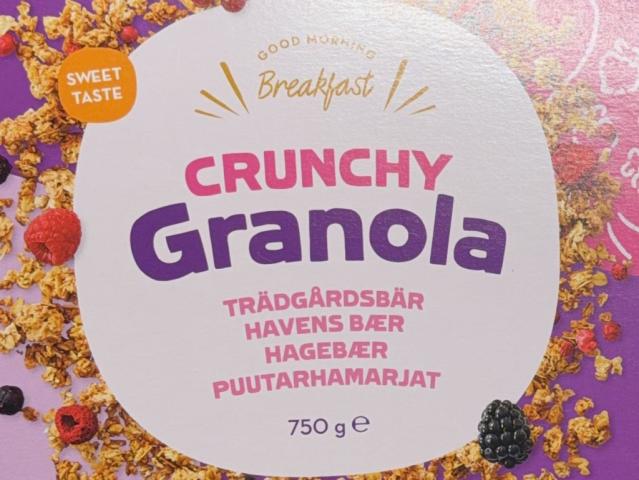 GOOD MORNING
Breakfast
SWEET
TASTE
CRUNCHY
Granola
TRÄDGÅRDSBÄR
HAVENS BÆR
HAGEBÆR
PUUTARHAMARJAT
750 g ℮